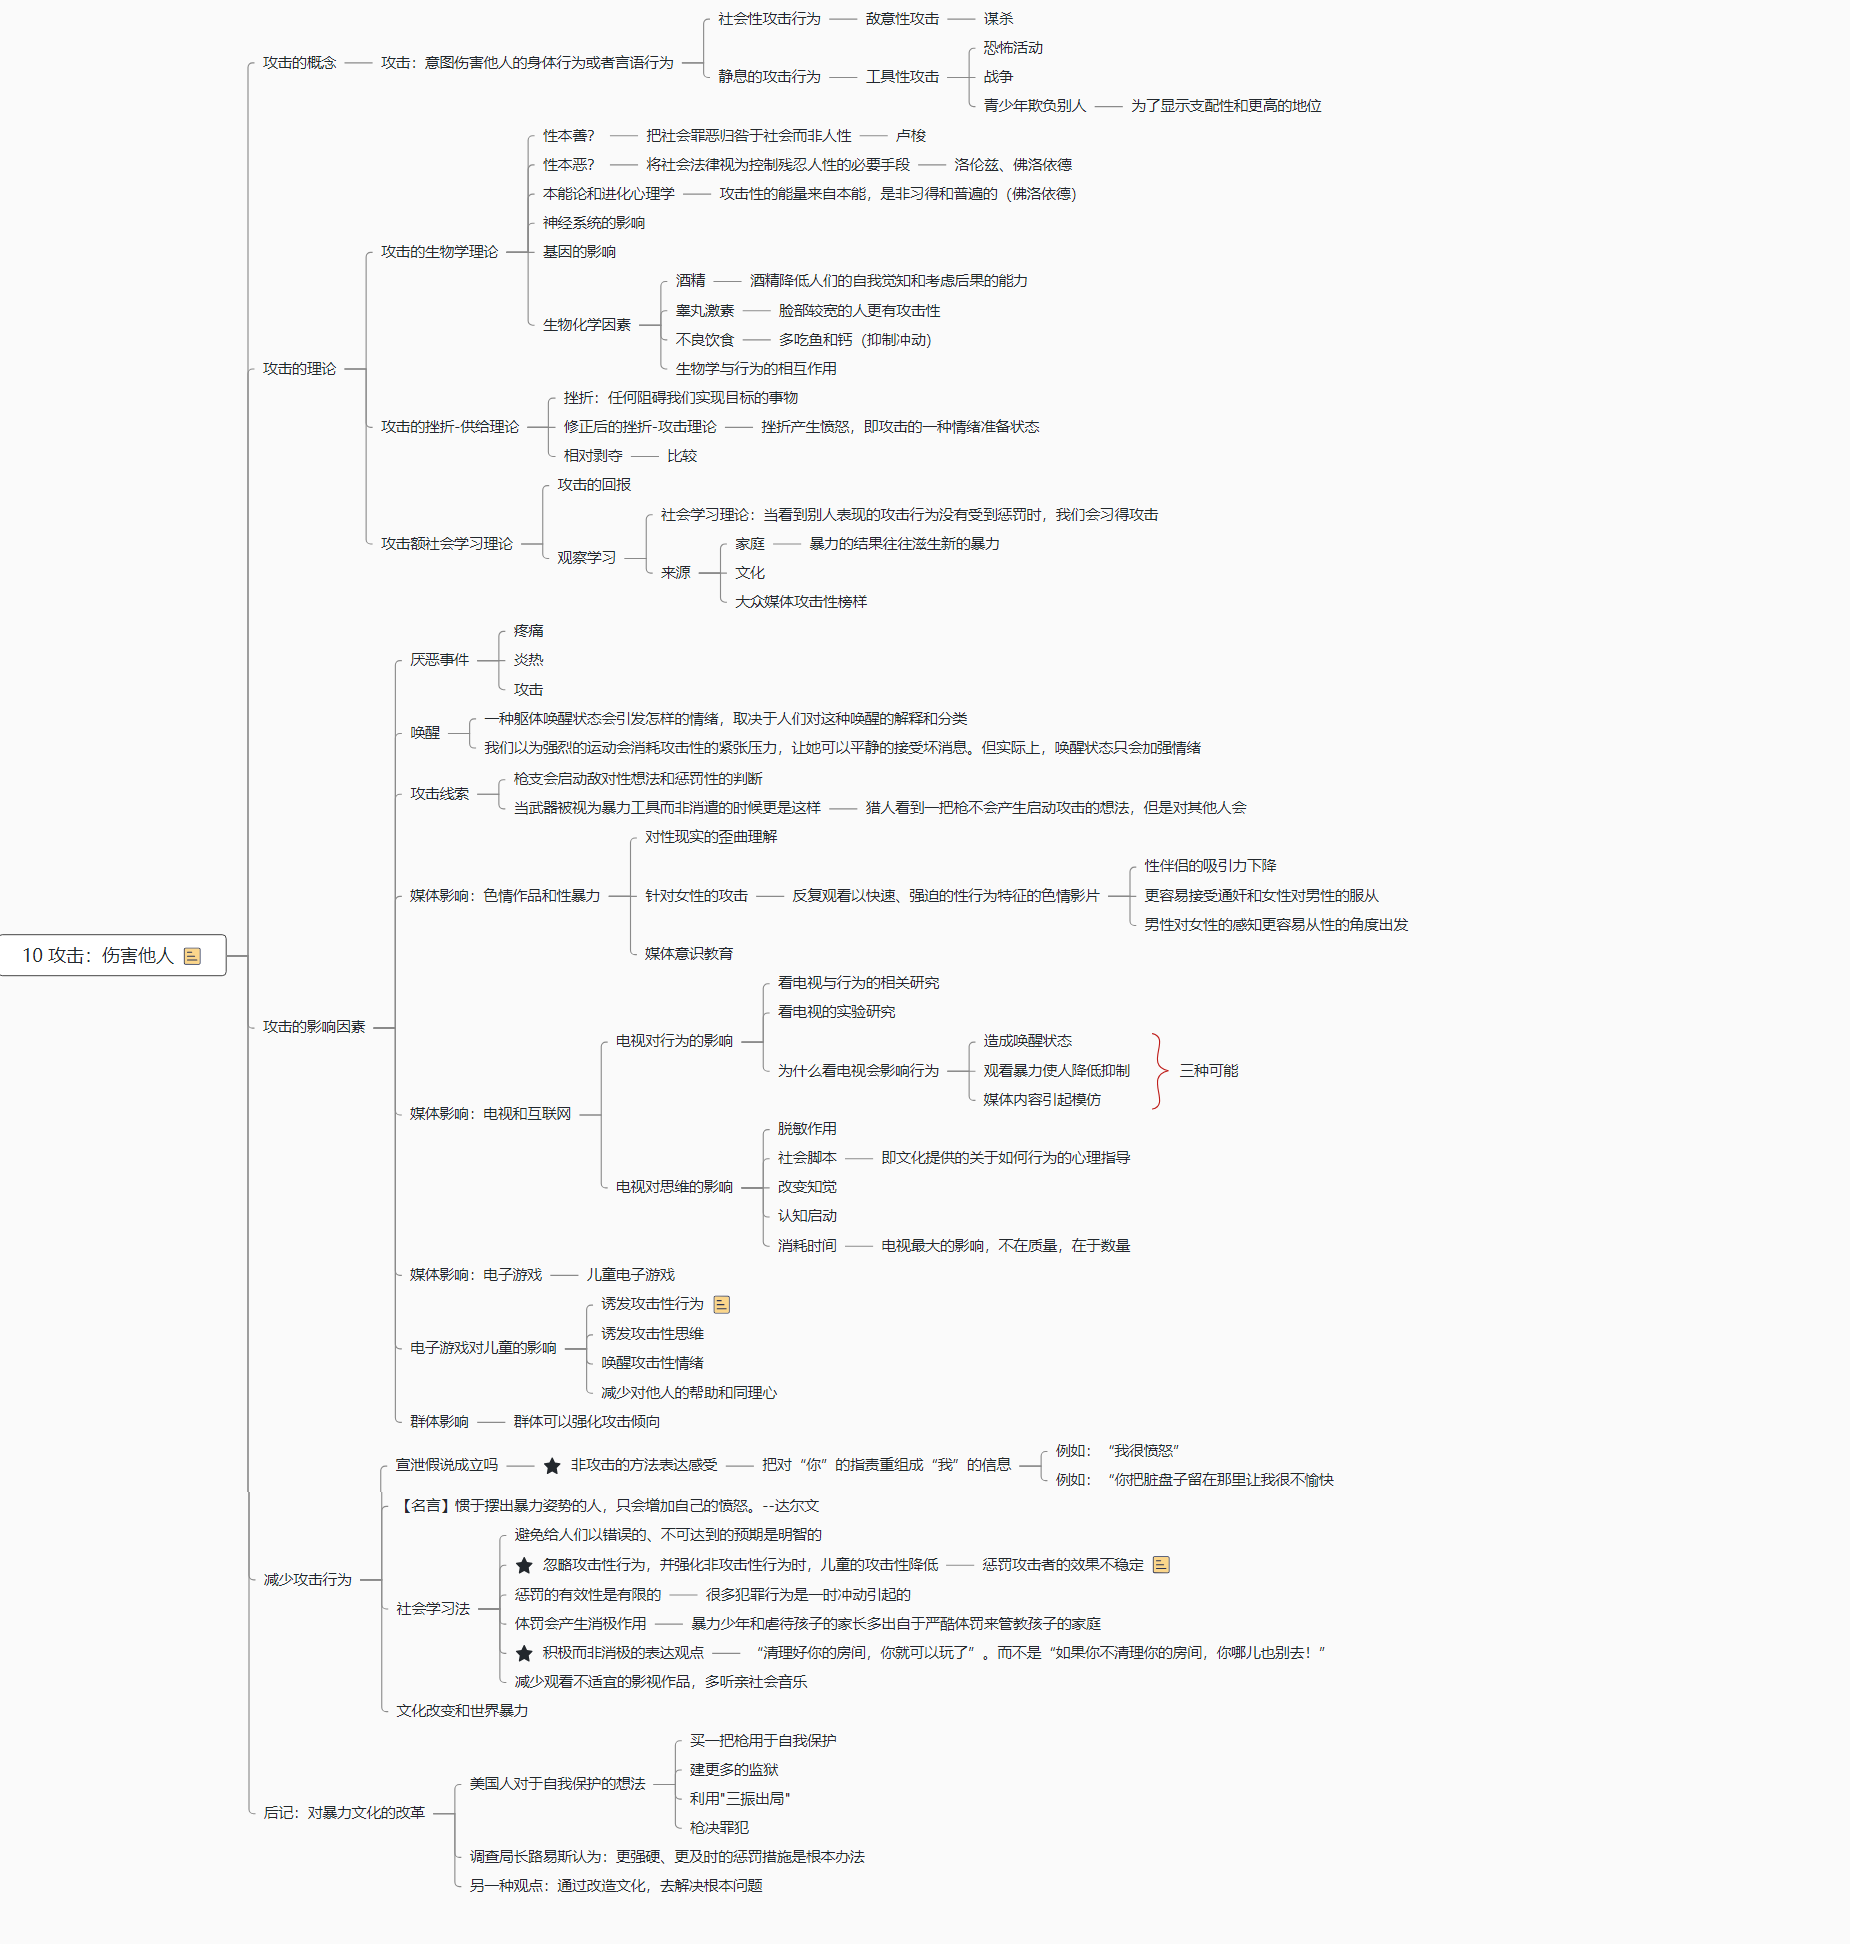 10 攻击：伤害他人
攻击的概念
攻击：意图伤害他人的身体行为或者言语行为
社会性攻击行为
敌意性攻击
谋杀
静息的攻击行为
工具性攻击
恐怖活动
战争
青少年欺负别人
为了显示支配性和更高的地位
攻击的理论
攻击的生物学理论
性本善？
把社会罪恶归咎于社会而非人性
卢梭
性本恶？
将社会法律视为控制残忍人性的必要手段
洛伦兹、佛洛依德
本能论和进化心理学
攻击性的能量来自本能，是非习得和普遍的（佛洛依德）
神经系统的影响
基因的影响
生物化学因素
酒精
酒精降低人们的自我觉知和考虑后果的能力
睾丸激素
脸部较宽的人更有攻击性
不良饮食
多吃鱼和钙（抑制冲动）
生物学与行为的相互作用
攻击的挫折-供给理论
挫折：任何阻碍我们实现目标的事物
修正后的挫折-攻击理论
挫折产生愤怒，即攻击的一种情绪准备状态
相对剥夺
比较
攻击额社会学习理论
攻击的回报
观察学习
社会学习理论：当看到别人表现的攻击行为没有受到惩罚时，我们会习得攻击
来源
家庭
暴力的结果往往滋生新的暴力
文化
大众媒体攻击性榜样
攻击的影响因素
厌恶事件
疼痛
炎热
攻击
唤醒
一种躯体唤醒状态会引发怎样的情绪，取决于人们对这种唤醒的解释和分类
我们以为强烈的运动会消耗攻击性的紧张压力，让她可以平静的接受坏消息。但实际上，唤醒状态只会加强情绪
攻击线索
枪支会启动敌对性想法和惩罚性的判断
当武器被视为暴力工具而非消遣的时候更是这样
猎人看到一把枪不会产生启动攻击的想法，但是对其他人会
媒体影响：色情作品和性暴力
对性现实的歪曲理解
针对女性的攻击
反复观看以快速、强迫的性行为特征的色情影片
性伴侣的吸引力下降
更容易接受通奸和女性对男性的服从
男性对女性的感知更容易从性的角度出发
媒体意识教育
媒体影响：电视和互联网
电视对行为的影响
看电视与行为的相关研究
看电视的实验研究
为什么看电视会影响行为
造成唤醒状态
观看暴力使人降低抑制
媒体内容引起模仿
三种可能
电视对思维的影响
脱敏作用
社会脚本
即文化提供的关于如何行为的心理指导
改变知觉
认知启动
消耗时间
电视最大的影响，不在质量，在于数量
媒体影响：电子游戏
儿童电子游戏
电子游戏对儿童的影响
诱发攻击性行为
诱发攻击性思维
唤醒攻击性情绪
减少对他人的帮助和同理心
群体影响
群体可以强化攻击倾向
减少攻击行为
宣泄假说成立吗
非攻击的方法表达感受
把对“你”的指责重组成“我”的信息
例如：“我很愤怒”
例如：“你把脏盘子留在那里让我很不愉快
【名言】惯于摆出暴力姿势的人，只会增加自己的愤怒。--达尔文
社会学习法
避免给人们以错误的、不可达到的预期是明智的
忽略攻击性行为，并强化非攻击性行为时，儿童的攻击性降低
惩罚攻击者的效果不稳定
惩罚的有效性是有限的
很多犯罪行为是一时冲动引起的
体罚会产生消极作用
暴力少年和虐待孩子的家长多出自于严酷体罚来管教孩子的家庭
积极而非消极的表达观点
“清理好你的房间，你就可以玩了”。而不是“如果你不清理你的房间，你哪儿也别去！”
减少观看不适宜的影视作品，多听亲社会音乐
文化改变和世界暴力
后记：对暴力文化的改革
美国人对于自我保护的想法
买一把枪用于自我保护
建更多的监狱
利用"三振出局"
枪决罪犯
调查局长路易斯认为：更强硬、更及时的惩罚措施是根本办法
另一种观点：通过改造文化，去解决根本问题